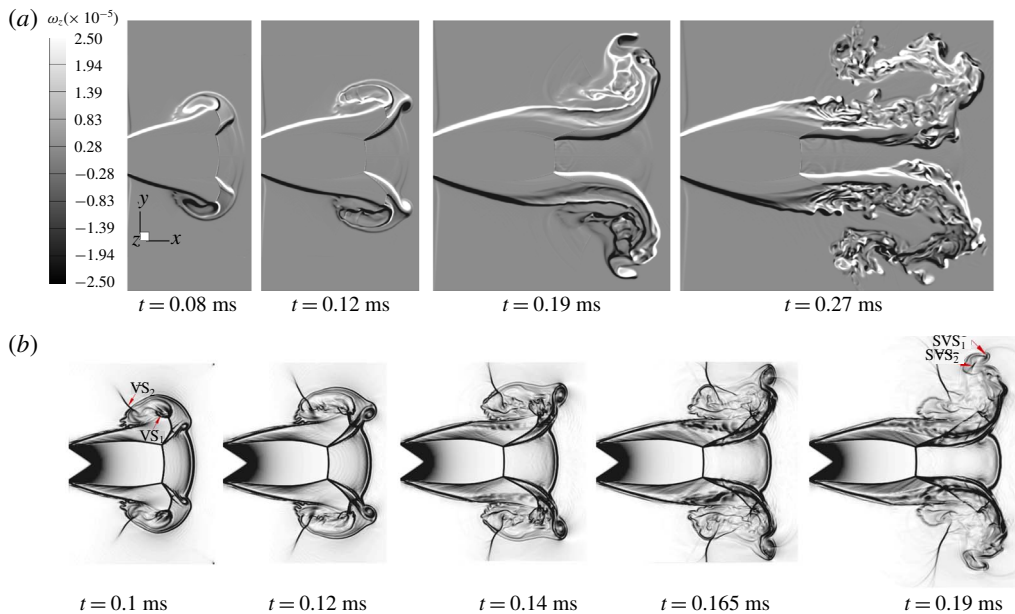 (a)
ω_z(× 10⁻⁵)
2.50
1.94
1.39
0.83
0.28
−0.28
−0.83
−1.39
−1.94
−2.50
y
z x
t = 0.08 ms t = 0.12 ms t = 0.19 ms t = 0.27 ms
(b)
SVS₁⁻
SVS₂⁻
VS₂
VS₁
t = 0.1 ms t = 0.12 ms t = 0.14 ms t = 0.165 ms t = 0.19 ms